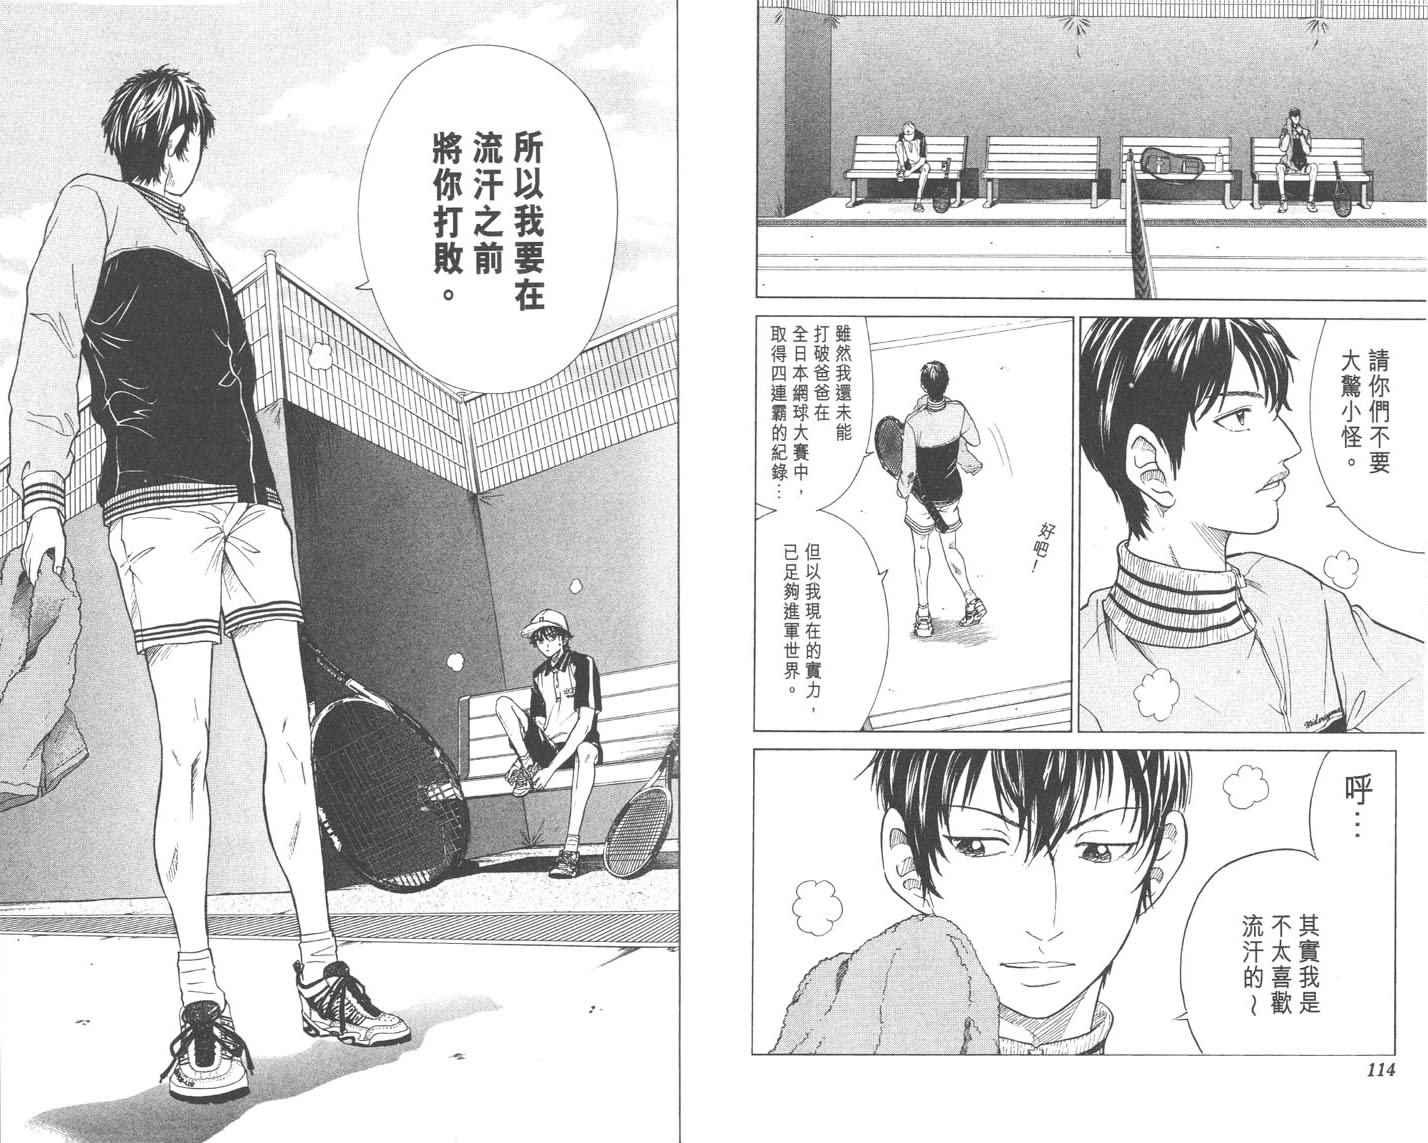 請你們不要
大驚小怪。
好吧！
雖然我還未能
打破爸爸在
全日本網球大賽中，
取得四連霸的紀錄…
但以我現在的實力，
已足夠進軍世界。
呼…
其實我是
不太喜歡
流汗的～
114
所以我要在
流汗之前
將你打敗。